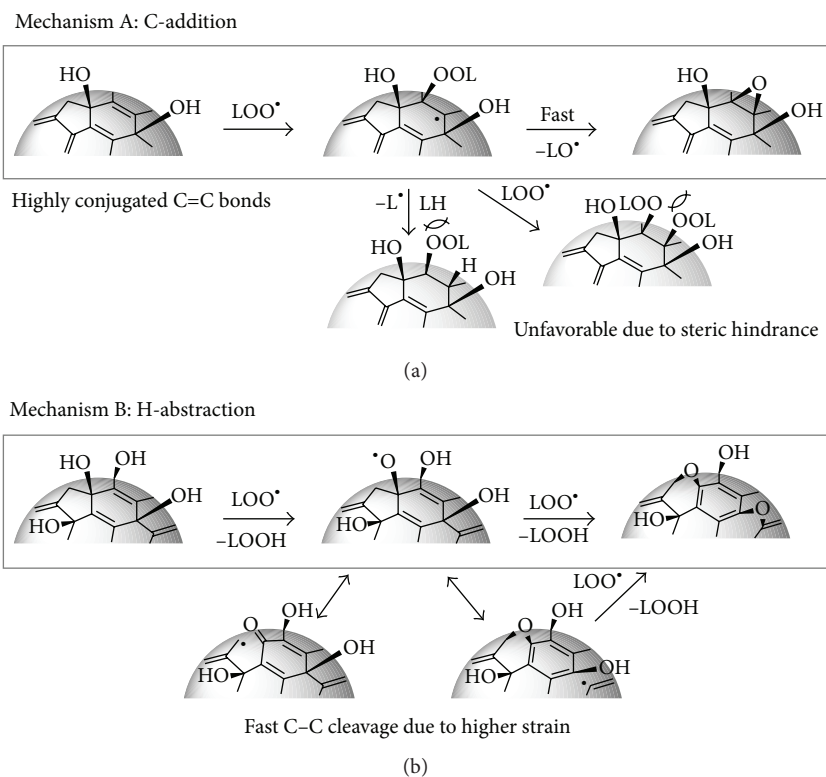 Mechanism A: C-addition
HO
OH
LOO•
HO
OOL
•
OH
Fast
–LO•
HO
O
OH
Highly conjugated C=C bonds
–L•
LH
LOO•
HO
OOL
H
OH
HO
LOO
OOL
OH
Unfavorable due to steric hindrance
(a)
Mechanism B: H-abstraction
HO
OH
OH
HO
LOO•
–LOOH
•O
OH
OH
HO
LOO•
–LOOH
O
OH
HO
O
LOO•
–LOOH
O
OH
•
OH
HO
O
OH
OH
HO
•
Fast C–C cleavage due to higher strain
(b)